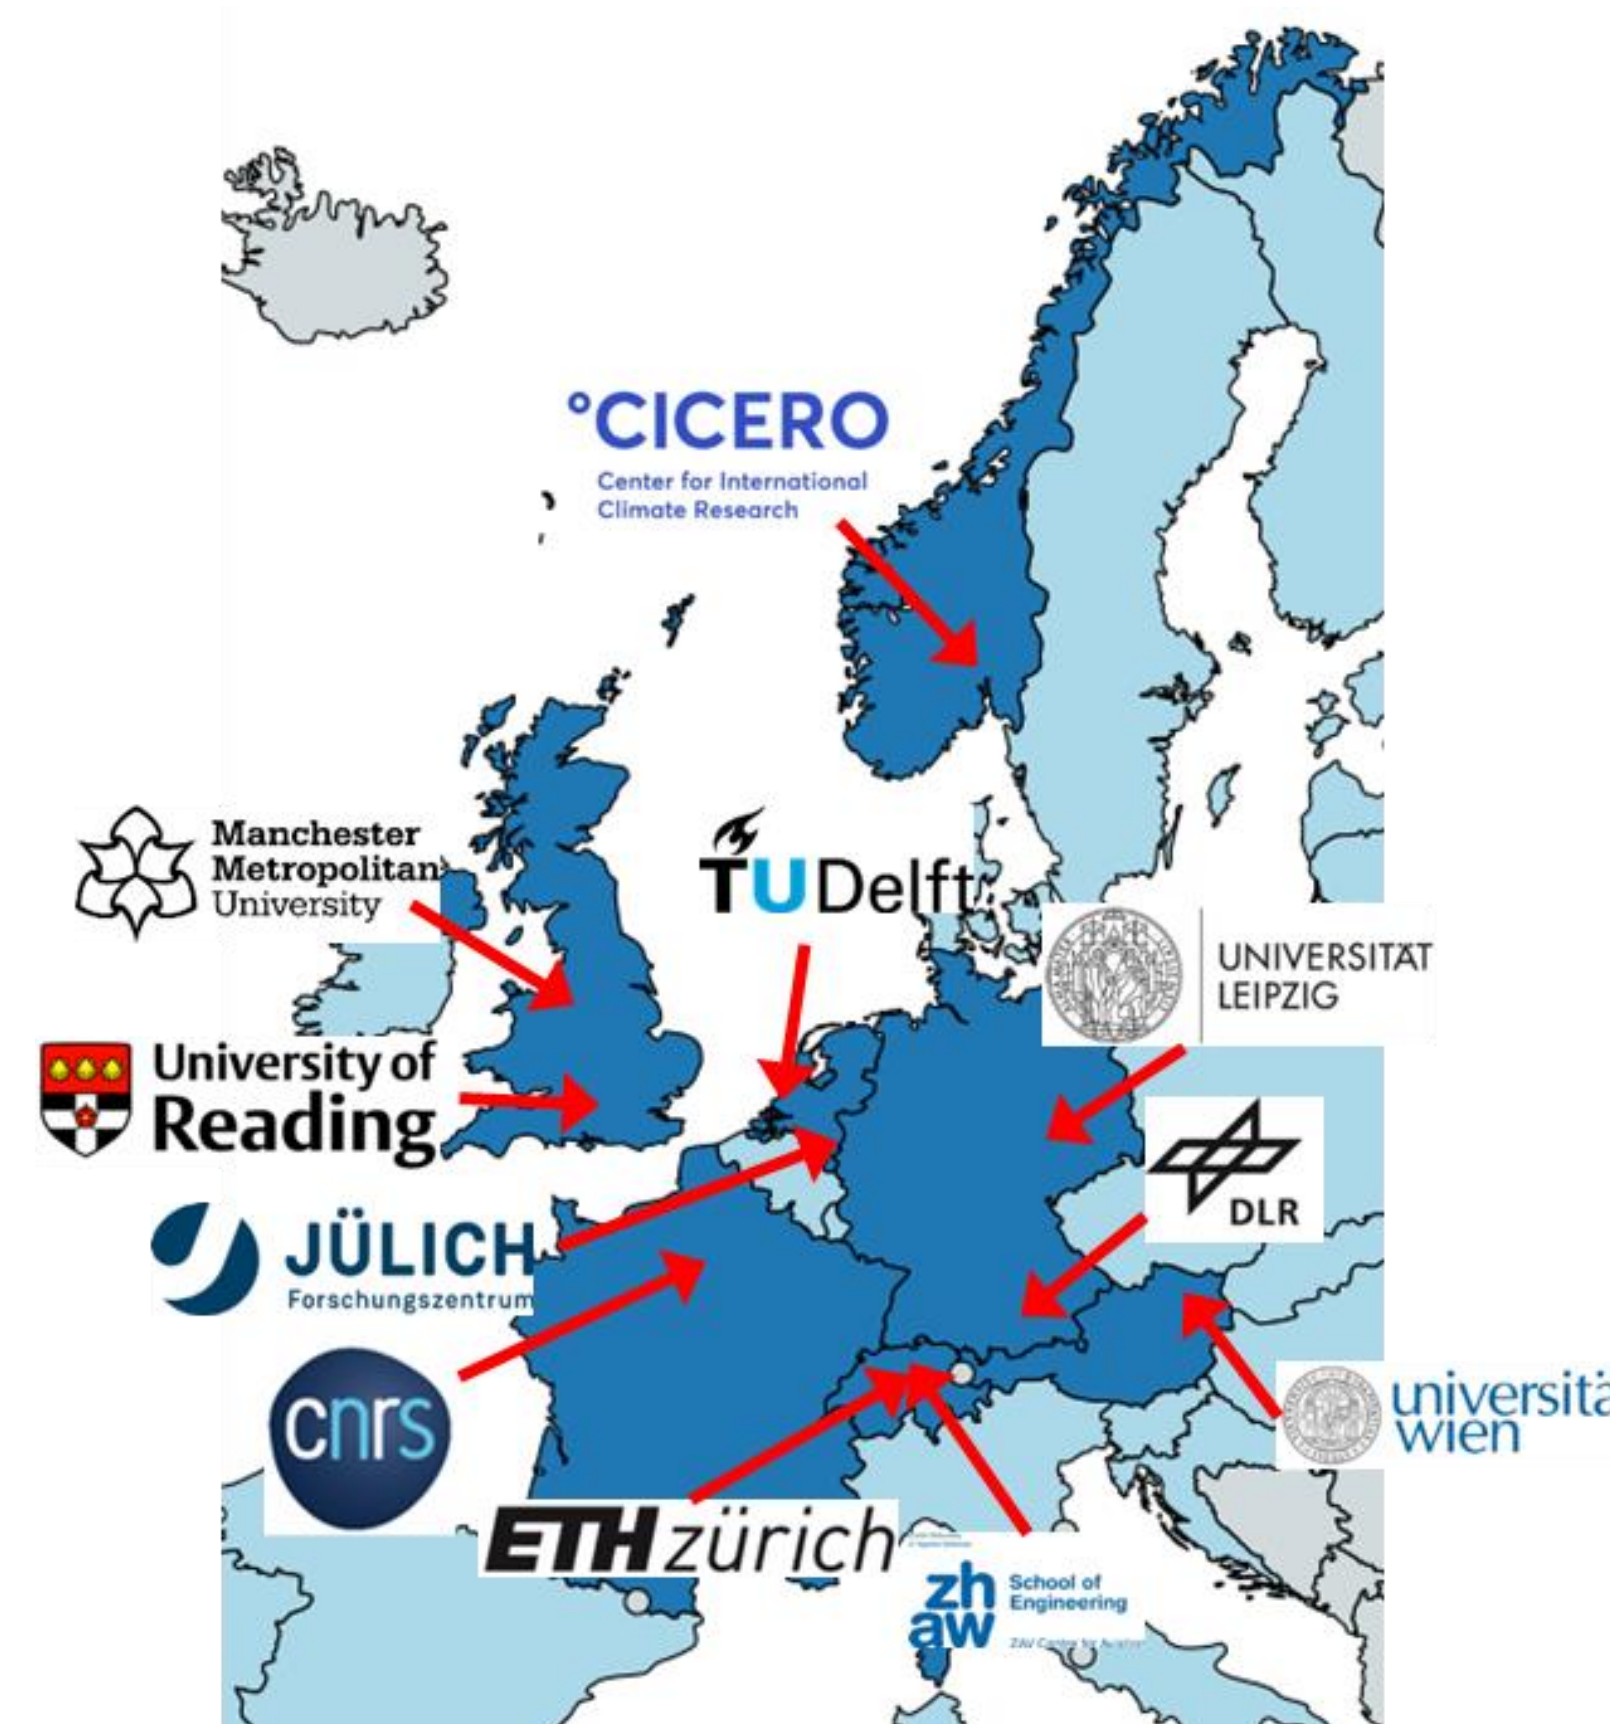 °CICERO
Center for International
Climate Research
Manchester
Metropolitan
University
TUDelft
UNIVERSITÄT
LEIPZIG
University of
Reading
DLR
JÜLICH
Forschungszentrum
cnrs
universitä
wien
ETH zürich
zh
aw
School of
Engineering